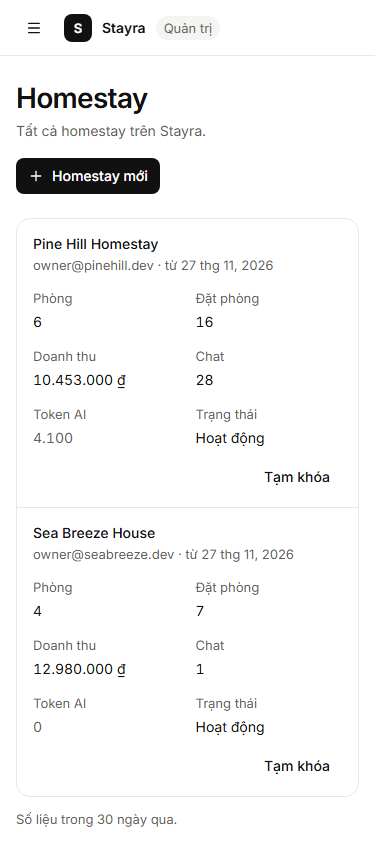 S Stayra Quản trị
Homestay
Tất cả homestay trên Stayra.
+ Homestay mới
Pine Hill Homestay
owner@pinehill.dev · từ 27 thg 11, 2026
Phòng Đặt phòng
6 16
Doanh thu Chat
10.453.000 ₫ 28
Token AI Trạng thái
4.100 Hoạt động
Tạm khóa
Sea Breeze House
owner@seabreeze.dev · từ 27 thg 11, 2026
Phòng Đặt phòng
4 7
Doanh thu Chat
12.980.000 ₫ 1
Token AI Trạng thái
0 Hoạt động
Tạm khóa
Số liệu trong 30 ngày qua.